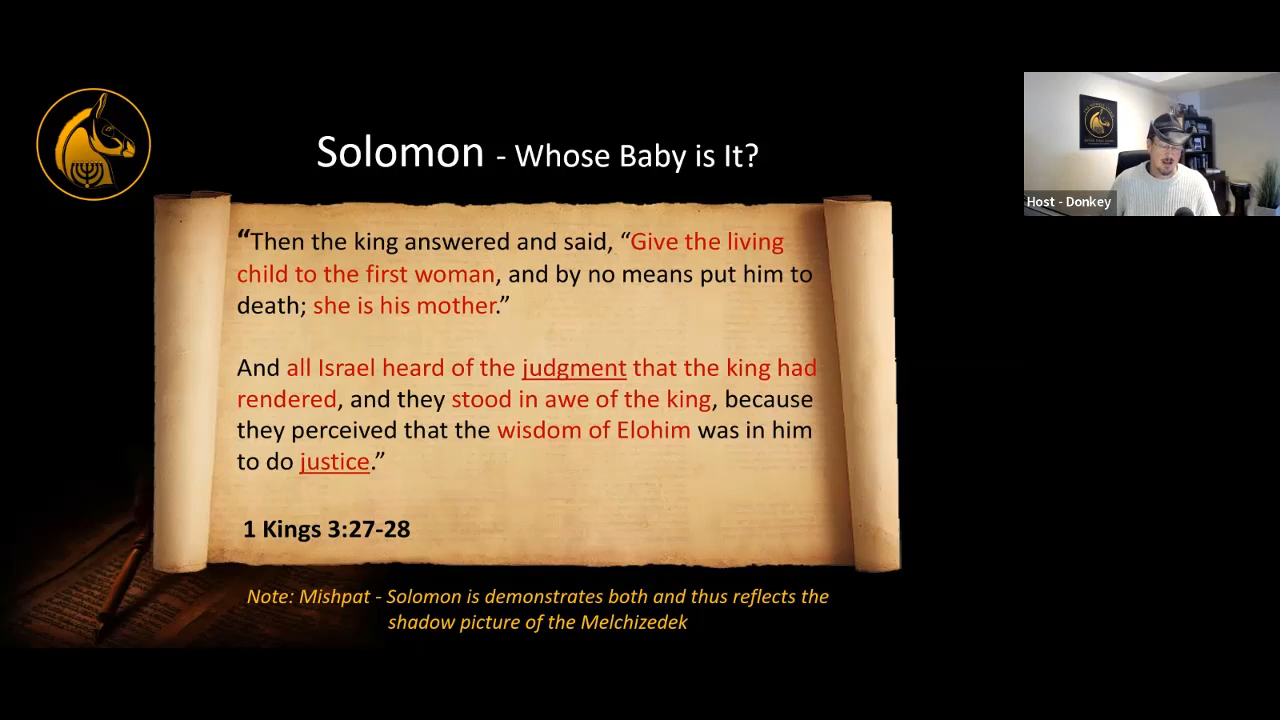 Solomon - Whose Baby is It?
“Then the king answered and said, “Give the living
child to the first woman, and by no means put him to
death; she is his mother.”
And all Israel heard of the judgment that the king had
rendered, and they stood in awe of the king, because
they perceived that the wisdom of Elohim was in him
to do justice.”
1 Kings 3:27-28
Note: Mishpat - Solomon is demonstrates both and thus reflects the
shadow picture of the Melchizedek
Host - Donkey